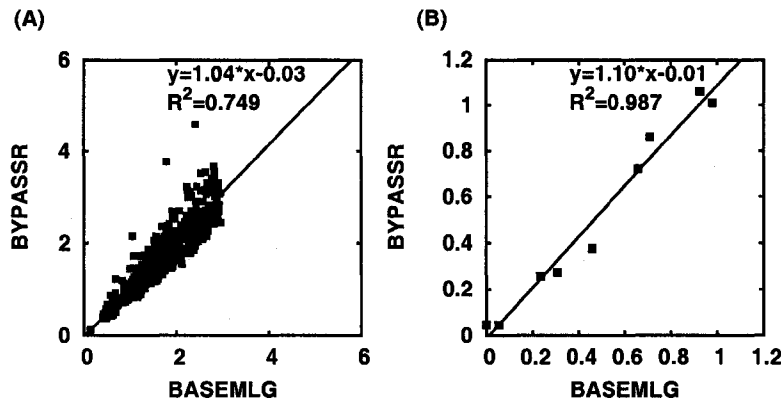 (A)
(B)
y=1.04*x-0.03
R²=0.749
BYPASSR
6
4
2
0
0
2
4
6
BASEMLG
y=1.10*x-0.01
R²=0.987
BYPASSR
1.2
1
0.8
0.6
0.4
0.2
0
0
0.2
0.4
0.6
0.8
1
1.2
BASEMLG